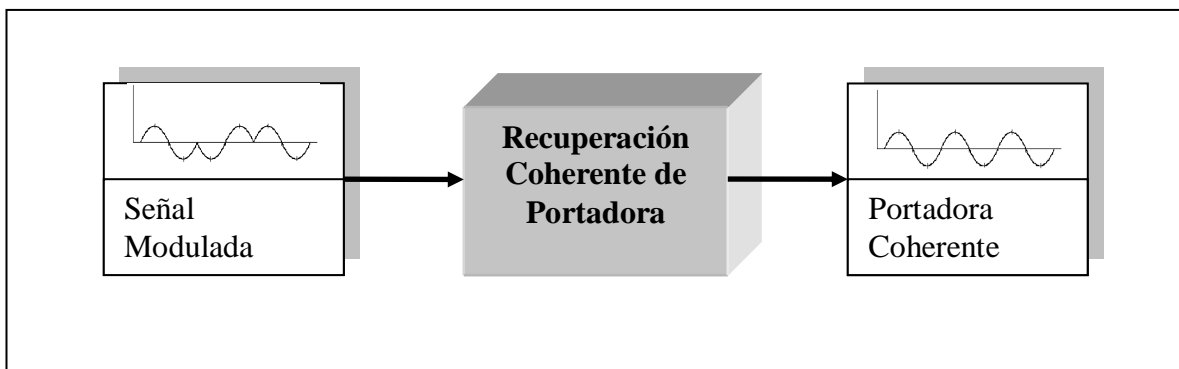 Señal
Modulada
Recuperación
Coherente de
Portadora
Portadora
Coherente